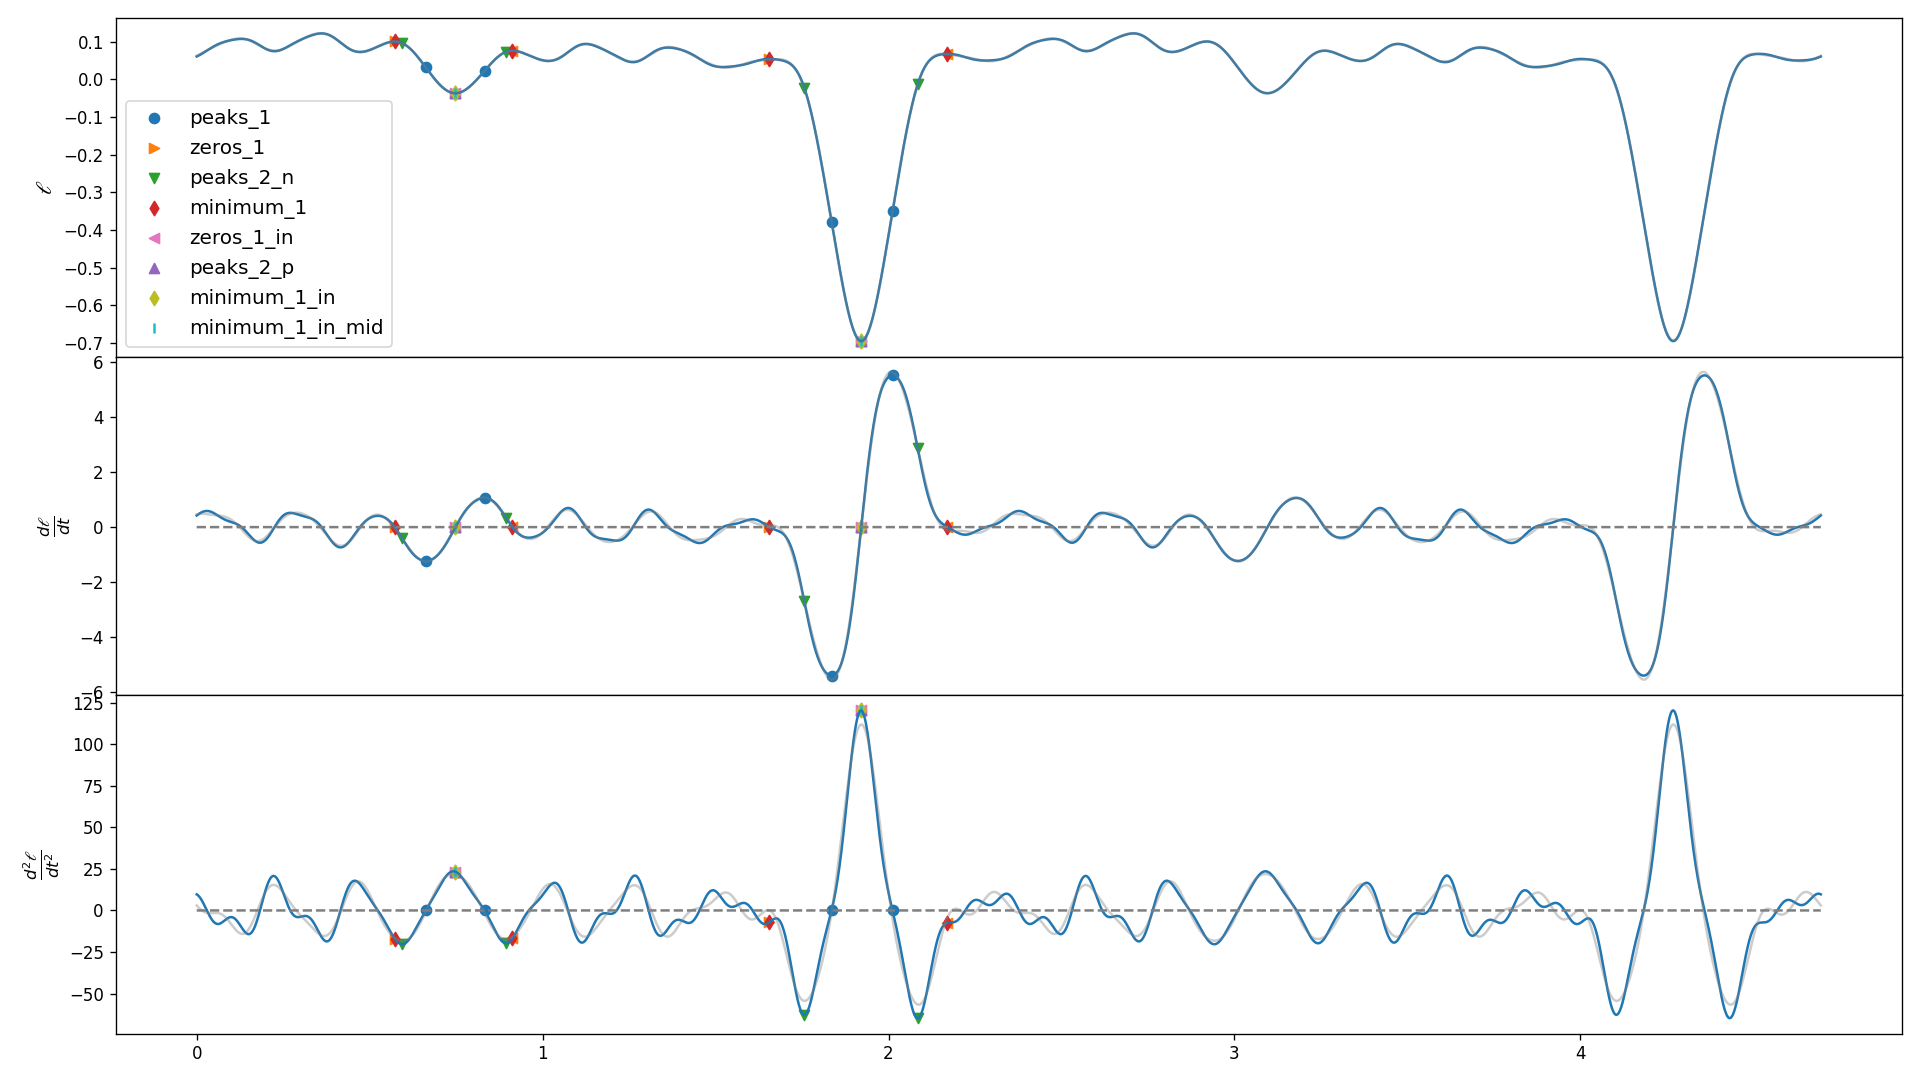 0.1
0.0
−0.1
−0.2
−0.3
−0.4
−0.5
−0.6
−0.7
ℓ
peaks_1
zeros_1
peaks_2_n
minimum_1
zeros_1_in
peaks_2_p
minimum_1_in
minimum_1_in_mid
6
4
2
0
−2
−4
−6
dℓ
dt
125
100
75
50
25
0
−25
−50
d²ℓ
dt²
0 1 2 3 4